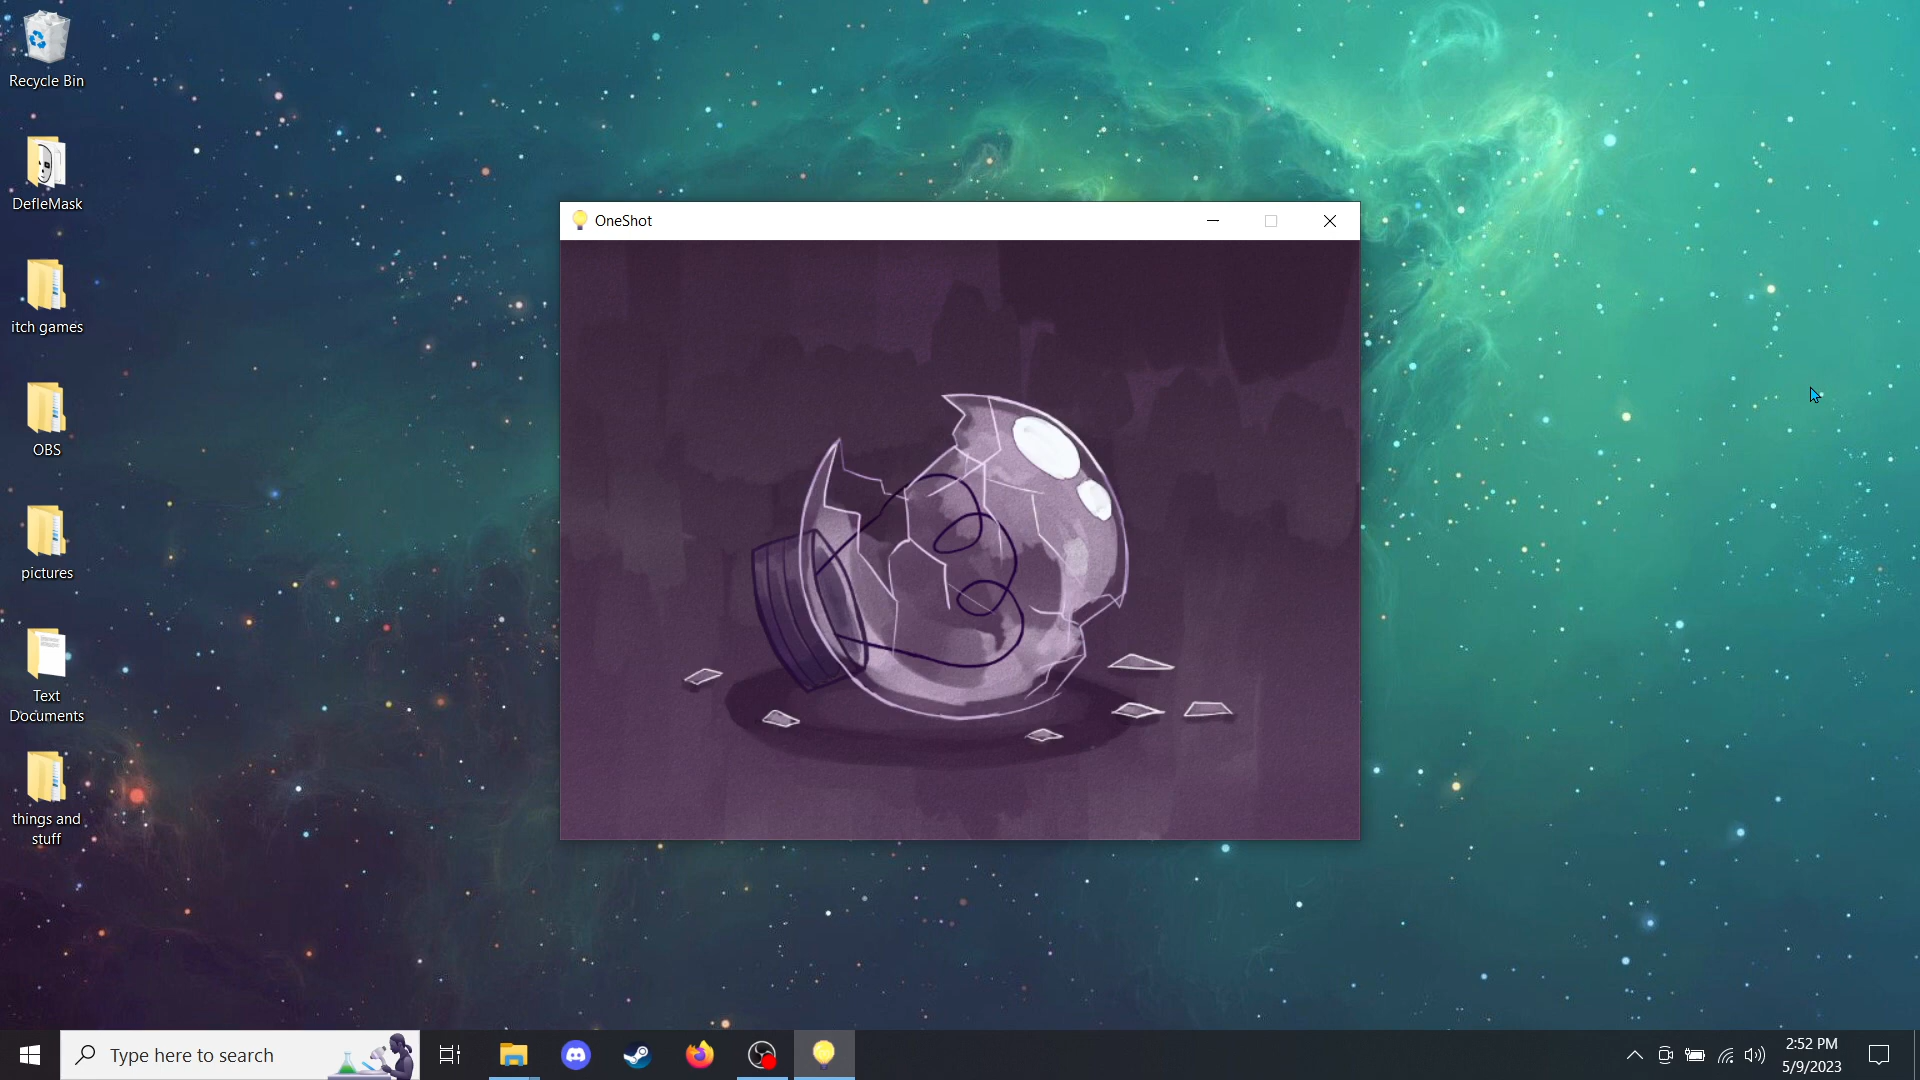 Recycle Bin
DefleMask
itch games
OBS
pictures
Text
Documents
things and
stuff
OneShot
Type here to search
2:52 PM
5/9/2023